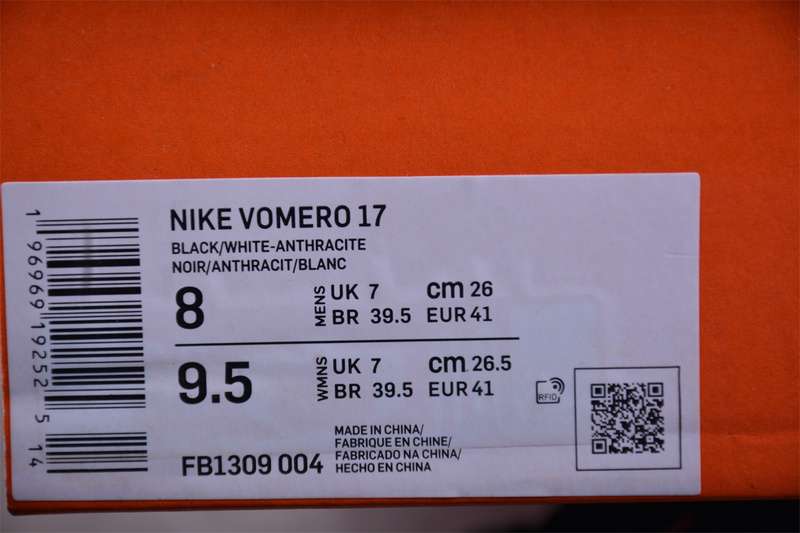 NIKE VOMERO 17
BLACK/WHITE-ANTHRACITE
NOIR/ANTHRACIT/BLANC
8 MENS UK 7 cm 26
BR 39.5 EUR 41
9.5 WMNS UK 7 cm 26.5
BR 39.5 EUR 41
RFID
FB1309 004
MADE IN CHINA/
FABRIQUE EN CHINE/
FABRICADO NA CHINA/
HECHO EN CHINA
1 96969 19252 5 14